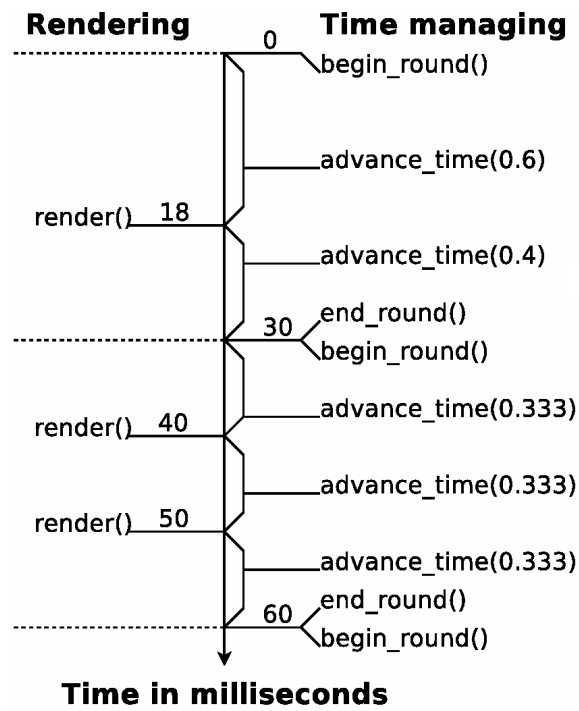 Rendering Time managing
0
begin_round()
advance_time(0.6)
render() 18
advance_time(0.4)
end_round()
30
begin_round()
advance_time(0.333)
render() 40
advance_time(0.333)
render() 50
advance_time(0.333)
end_round()
60
begin_round()
Time in milliseconds